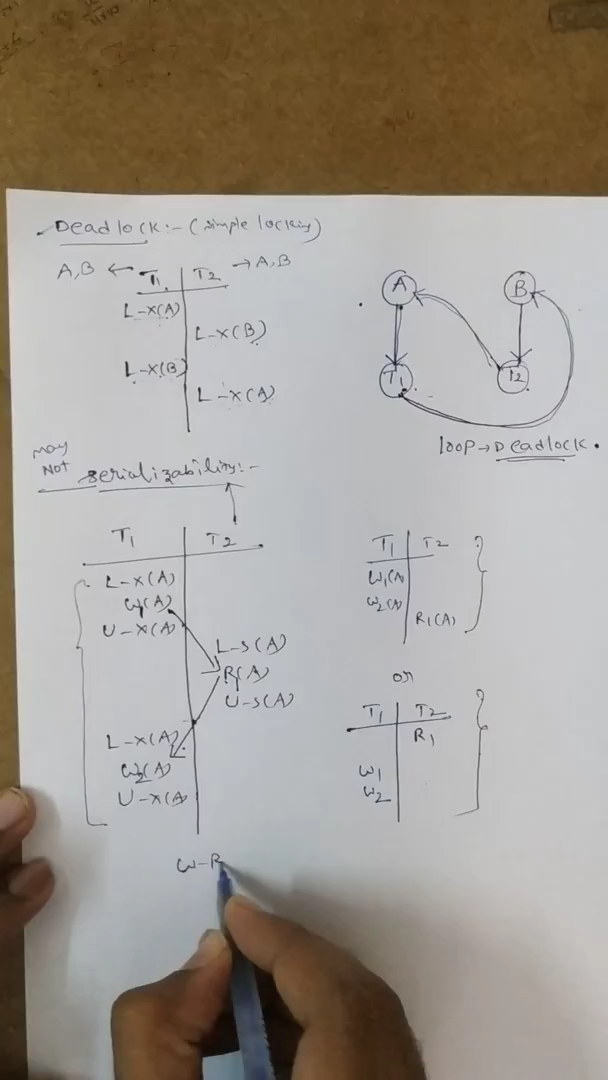 Deadlock:- (simple locking)
A,B ← T1 T2 → A,B
L-X(A)
L-X(B)
L-X(B)
L-X(A)
A B
T1 T2
loop → Deadlock.
may
Not serializability:-
T1 T2
L-X(A)
W1(A)
U-X(A)
L-S(A)
R1(A)
U-S(A)
L-X(A)
W2(A)
U-X(A)
T1 T2
W1(A)
W2(A)
R1(A)
?
or
T1 T2
R1
W1
W2
?
W-R